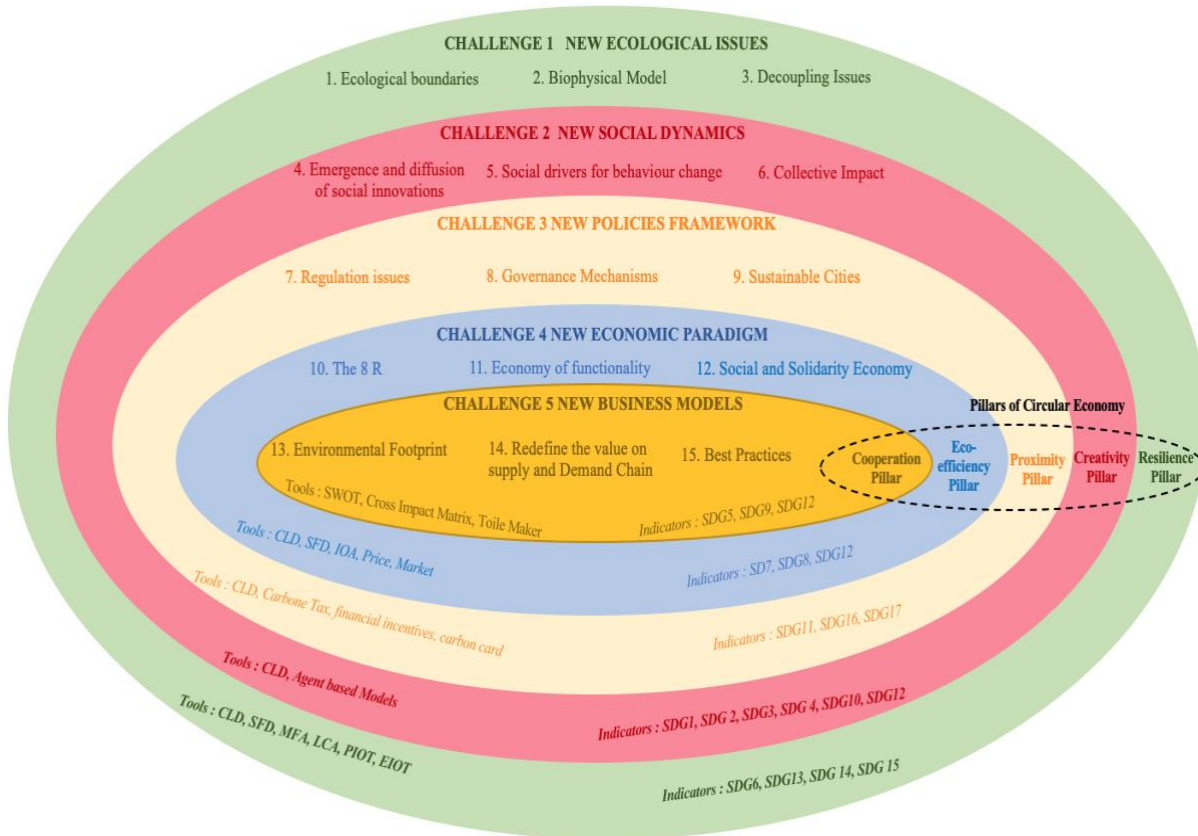 CHALLENGE 1 NEW ECOLOGICAL ISSUES
1. Ecological boundaries 2. Biophysical Model 3. Decoupling Issues
CHALLENGE 2 NEW SOCIAL DYNAMICS
4. Emergence and diffusion
of social innovations
5. Social drivers for behaviour change
6. Collective Impact
CHALLENGE 3 NEW POLICIES FRAMEWORK
7. Regulation issues 8. Governance Mechanisms 9. Sustainable Cities
CHALLENGE 4 NEW ECONOMIC PARADIGM
10. The 8 R 11. Economy of functionality 12. Social and Solidarity Economy
CHALLENGE 5 NEW BUSINESS MODELS
13. Environmental Footprint
14. Redefine the value on
supply and Demand Chain
15. Best Practices
Pillars of Circular Economy
Cooperation
Pillar
Eco-
efficiency
Pillar
Proximity
Pillar
Creativity
Pillar
Resilience
Pillar
Tools : SWOT, Cross Impact Matrix, Toile Maker
Indicators : SDG5, SDG9, SDG12
Tools : CLD, SFD, IOA, Price, Market
Indicators : SD7, SDG8, SDG12
Tools : CLD, Carbone Tax, financial incentives, carbon card
Indicators : SDG11, SDG16, SDG17
Tools : CLD, Agent based Models
Indicators : SDG1, SDG 2, SDG3, SDG 4, SDG10, SDG12
Tools : CLD, SFD, MFA, LCA, PIOT, EIOT
Indicators : SDG6, SDG13, SDG 14, SDG 15